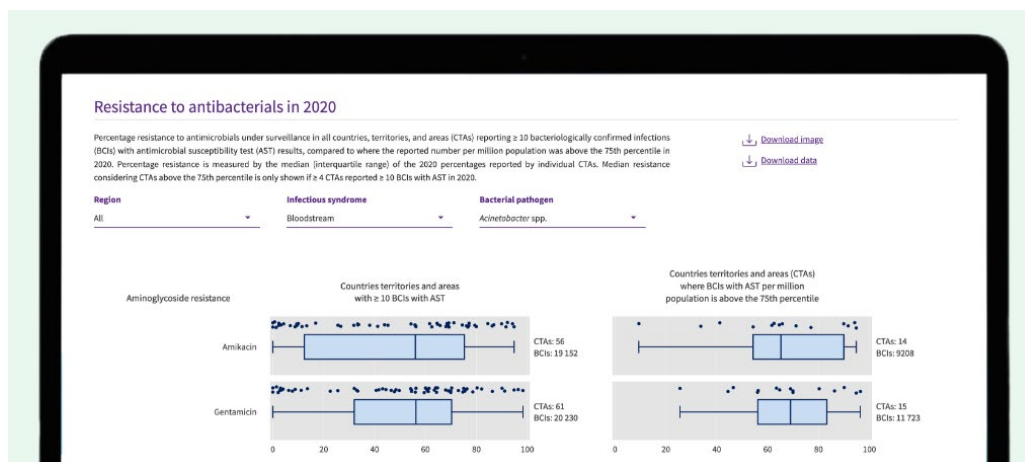 Resistance to antibacterials in 2020
Percentage resistance to antimicrobials under surveillance in all countries, territories, and areas (CTAs) reporting ≥ 10 bacteriologically confirmed infections
(BCIs) with antimicrobial susceptibility test (AST) results, compared to where the reported number per million population was above the 75th percentile in
2020. Percentage resistance is measured by the median (interquartile range) of the 2020 percentages reported by individual CTAs. Median resistance
considering CTAs above the 75th percentile is only shown if ≥ 4 CTAs reported ≥ 10 BCIs with AST in 2020.
Download image
Download data
Region
Infectious syndrome
Bacterial pathogen
All
Bloodstream
Acinetobacter spp.
Aminoglycoside resistance
Countries territories and areas
with ≥ 10 BCIs with AST
Countries territories and areas (CTAs)
where BCIs with AST per million
population is above the 75th percentile
Amikacin
CTAs: 56
BCIs: 19 152
CTAs: 14
BCIs: 9208
Gentamicin
CTAs: 61
BCIs: 20 230
CTAs: 15
BCIs: 11 723
0 20 40 60 80 100
0 20 40 60 80 100